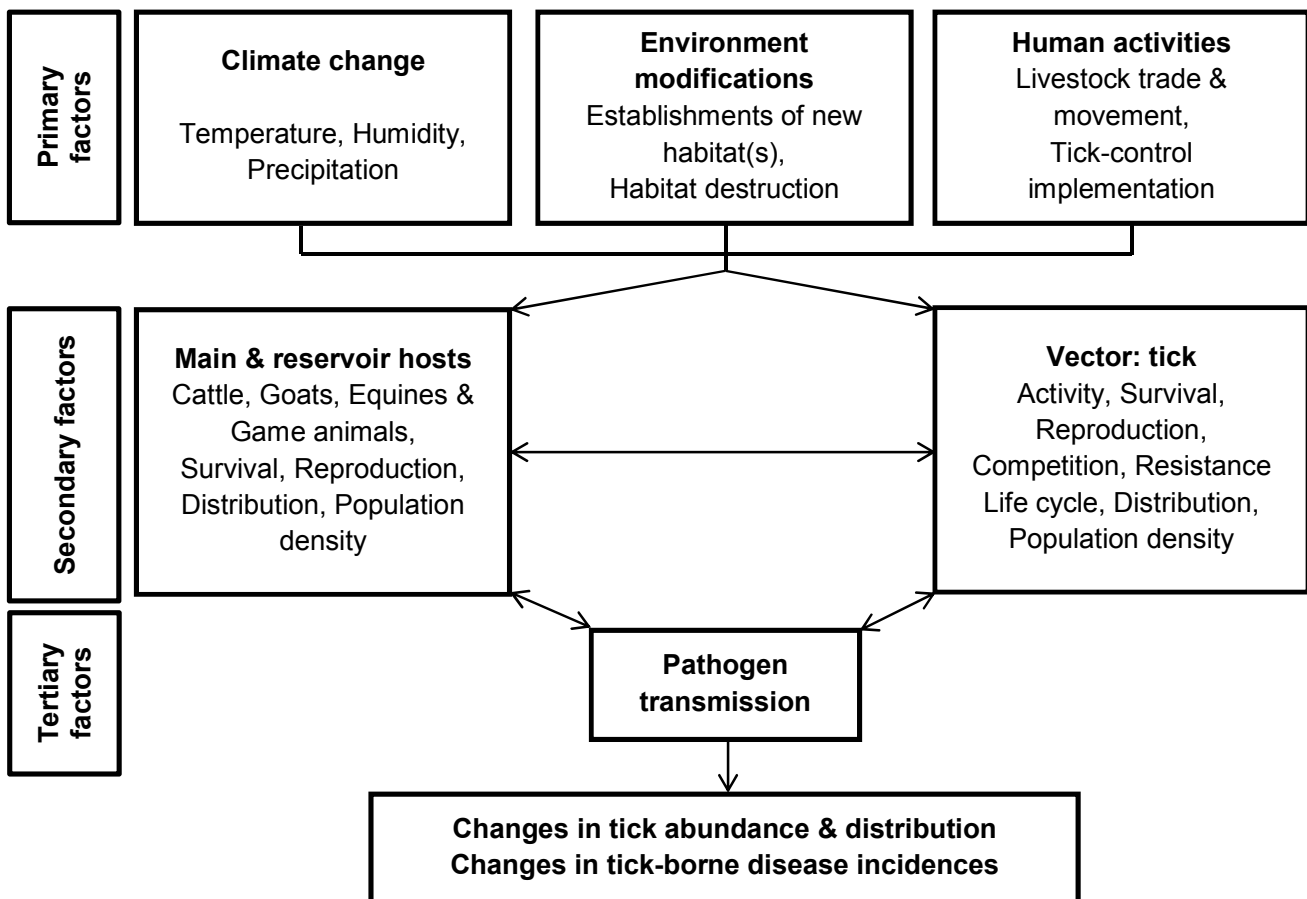 Primary
factors
Climate change
Temperature, Humidity,
Precipitation
Environment
modifications
Establishments of new
habitat(s),
Habitat destruction
Human activities
Livestock trade &
movement,
Tick-control
implementation
Secondary factors
Main & reservoir hosts
Cattle, Goats, Equines &
Game animals,
Survival, Reproduction,
Distribution, Population
density
Vector: tick
Activity, Survival,
Reproduction,
Competition, Resistance
Life cycle, Distribution,
Population density
Tertiary
factors
Pathogen
transmission
Changes in tick abundance & distribution
Changes in tick-borne disease incidences